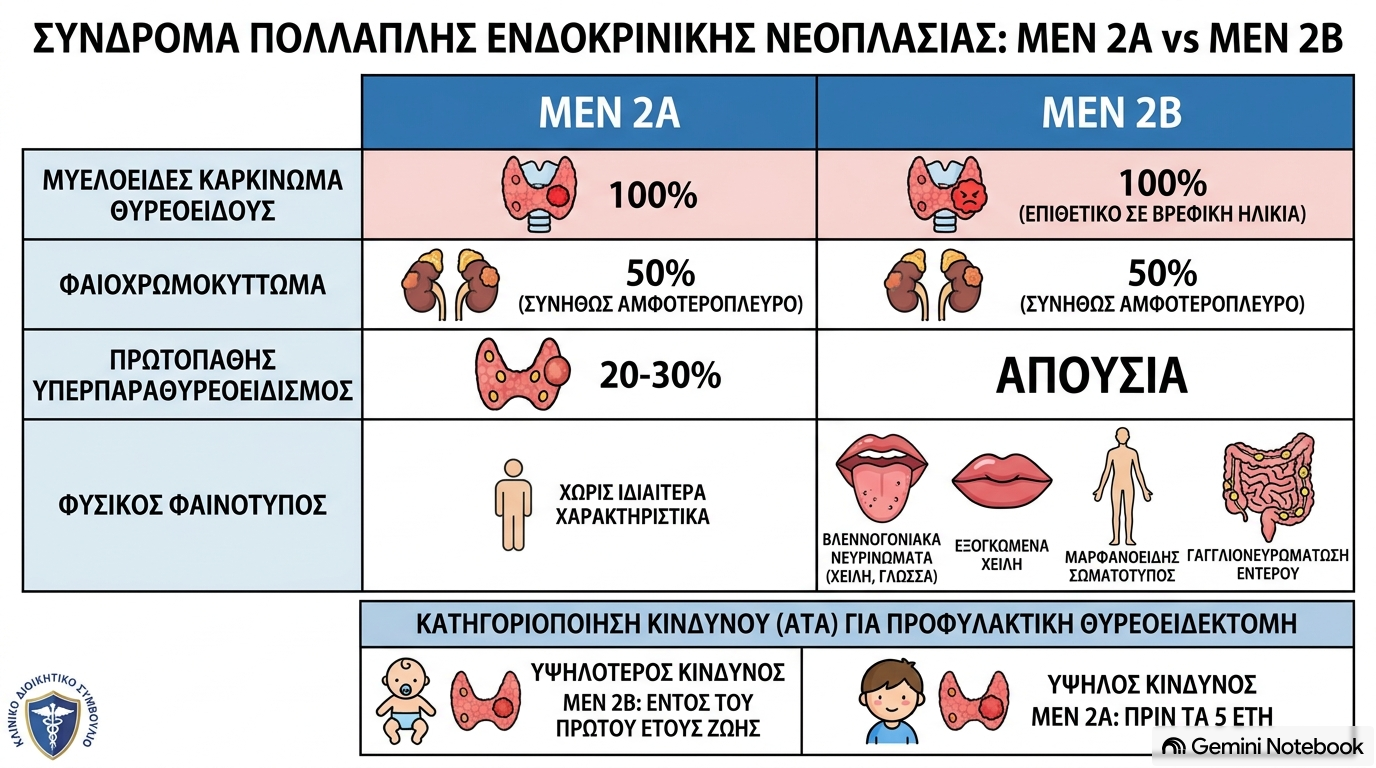 ΣΥΝΔΡΟΜΑ ΠΟΛΛΑΠΛΗΣ ΕΝΔΟΚΡΙΝΙΚΗΣ ΝΕΟΠΛΑΣΙΑΣ: MEN 2A vs MEN 2B
MEN 2A
MEN 2B
ΜΥΕΛΟΕΙΔΕΣ ΚΑΡΚΙΝΩΜΑ
ΘΥΡΕΟΕΙΔΟΥΣ
100%
100%
(ΕΠΙΘΕΤΙΚΟ ΣΕ ΒΡΕΦΙΚΗ ΗΛΙΚΙΑ)
ΦΑΙΟΧΡΩΜΟΚΥΤΤΩΜΑ
50%
(ΣΥΝΗΘΩΣ ΑΜΦΟΤΕΡΟΠΛΕΥΡΟ)
50%
(ΣΥΝΗΘΩΣ ΑΜΦΟΤΕΡΟΠΛΕΥΡΟ)
ΠΡΩΤΟΠΑΘΗΣ
ΥΠΕΡΠΑΡΑΘΥΡΕΟΕΙΔΙΣΜΟΣ
20-30%
ΑΠΟΥΣΙΑ
ΦΥΣΙΚΟΣ ΦΑΙΝΟΤΥΠΟΣ
ΧΩΡΙΣ ΙΔΙΑΙΤΕΡΑ
ΧΑΡΑΚΤΗΡΙΣΤΙΚΑ
ΒΛΕΝΝΟΓΟΝΙΑΚΑ
ΝΕΥΡΙΝΩΜΑΤΑ
(ΧΕΙΛΗ, ΓΛΩΣΣΑ)
ΕΞΟΓΚΩΜΕΝΑ
ΧΕΙΛΗ
ΜΑΡΦΑΝΟΕΙΔΗΣ
ΣΩΜΑΤΟΤΥΠΟΣ
ΓΑΓΓΛΙΟΝΕΥΡΩΜΑΤΩΣΗ
ΕΝΤΕΡΟΥ
ΚΑΤΗΓΟΡΙΟΠΟΙΗΣΗ ΚΙΝΔΥΝΟΥ (ATA) ΓΙΑ ΠΡΟΦΥΛΑΚΤΙΚΗ ΘΥΡΕΟΕΙΔΕΚΤΟΜΗ
ΥΨΗΛΟΤΕΡΟΣ ΚΙΝΔΥΝΟΣ
MEN 2B: ΕΝΤΟΣ ΤΟΥ
ΠΡΩΤΟΥ ΕΤΟΥΣ ΖΩΗΣ
ΥΨΗΛΟΣ ΚΙΝΔΥΝΟΣ
MEN 2A: ΠΡΙΝ ΤΑ 5 ΕΤΗ
ΚΛΙΝΙΚΟ ΔΙΟΙΚΗΤΙΚΟ ΣΥΜΒΟΥΛΙΟ
Gemini Notebook